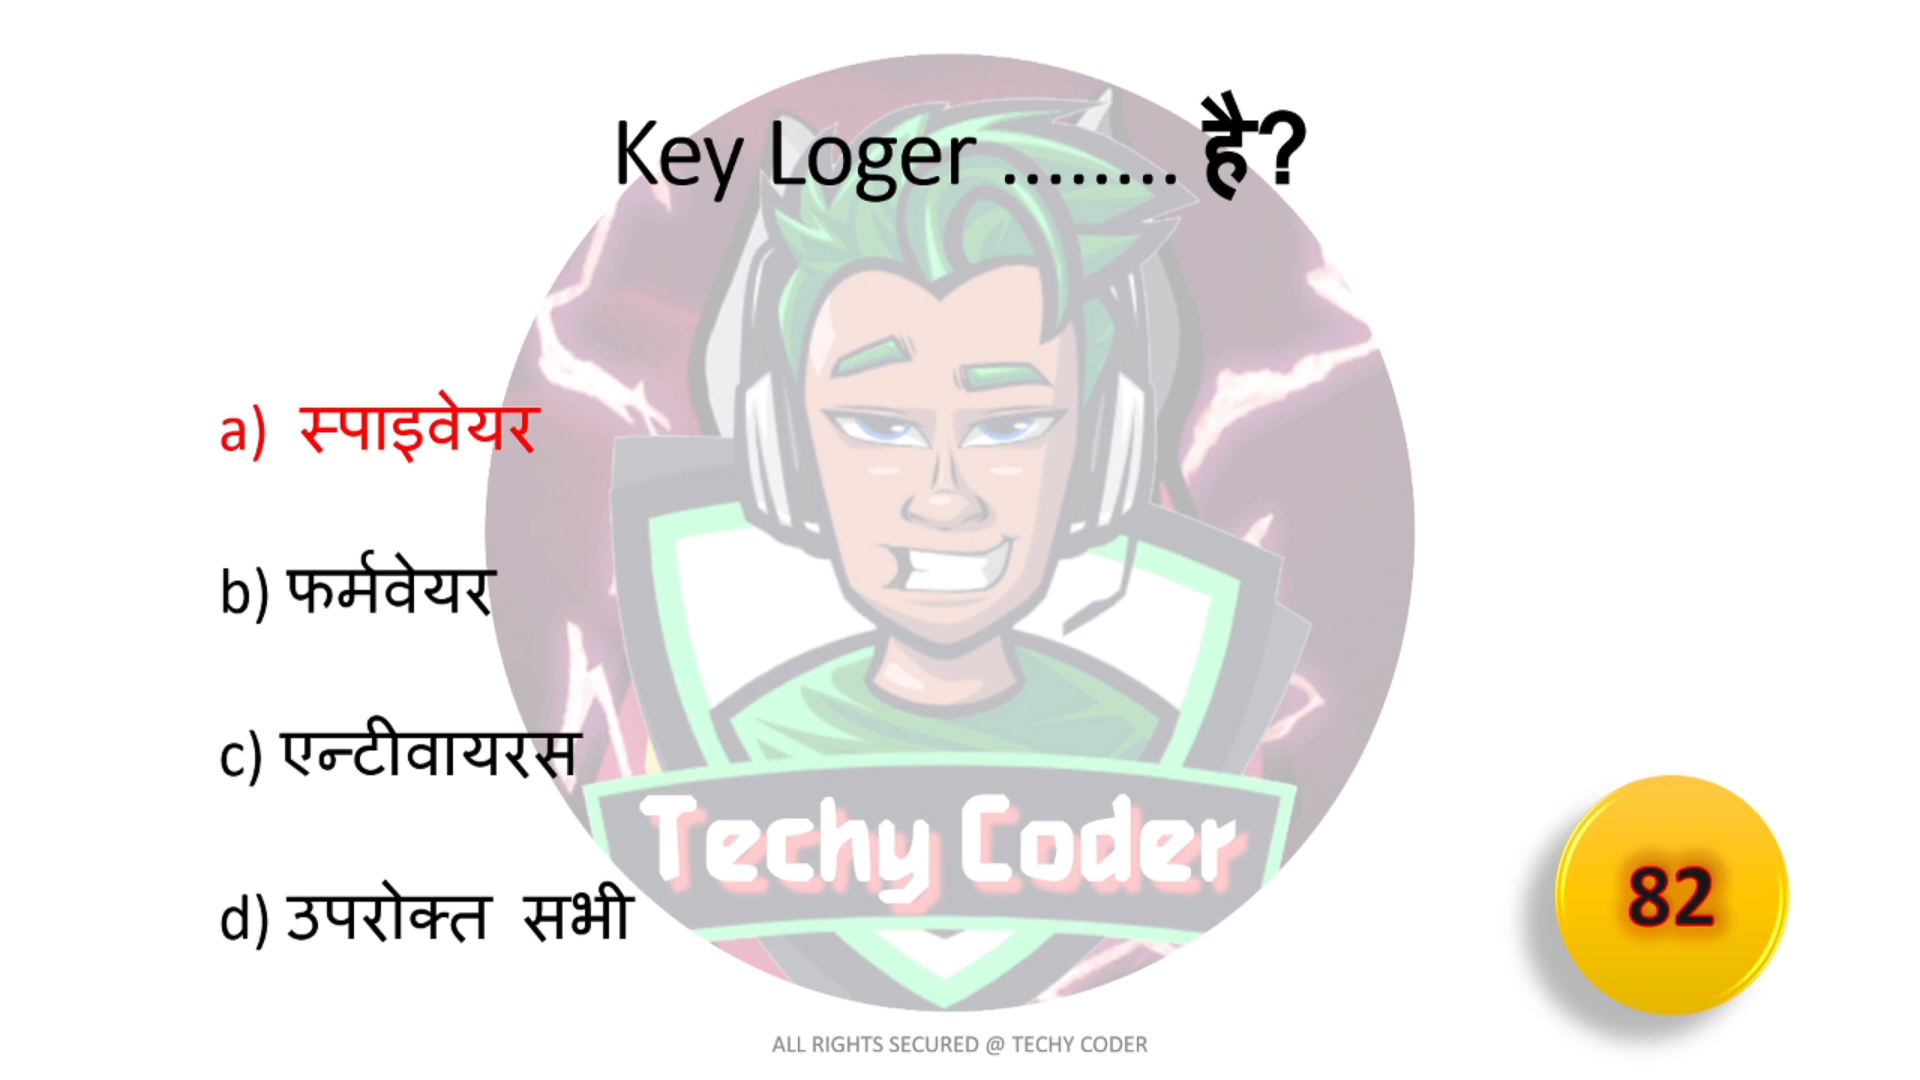 Key Loger ........ है?
a) स्पाइवेयर
b) फर्मवेयर
c) एन्टीवायरस
d) उपरोक्त सभी
Techy Coder
82
ALL RIGHTS SECURED @ TECHY CODER